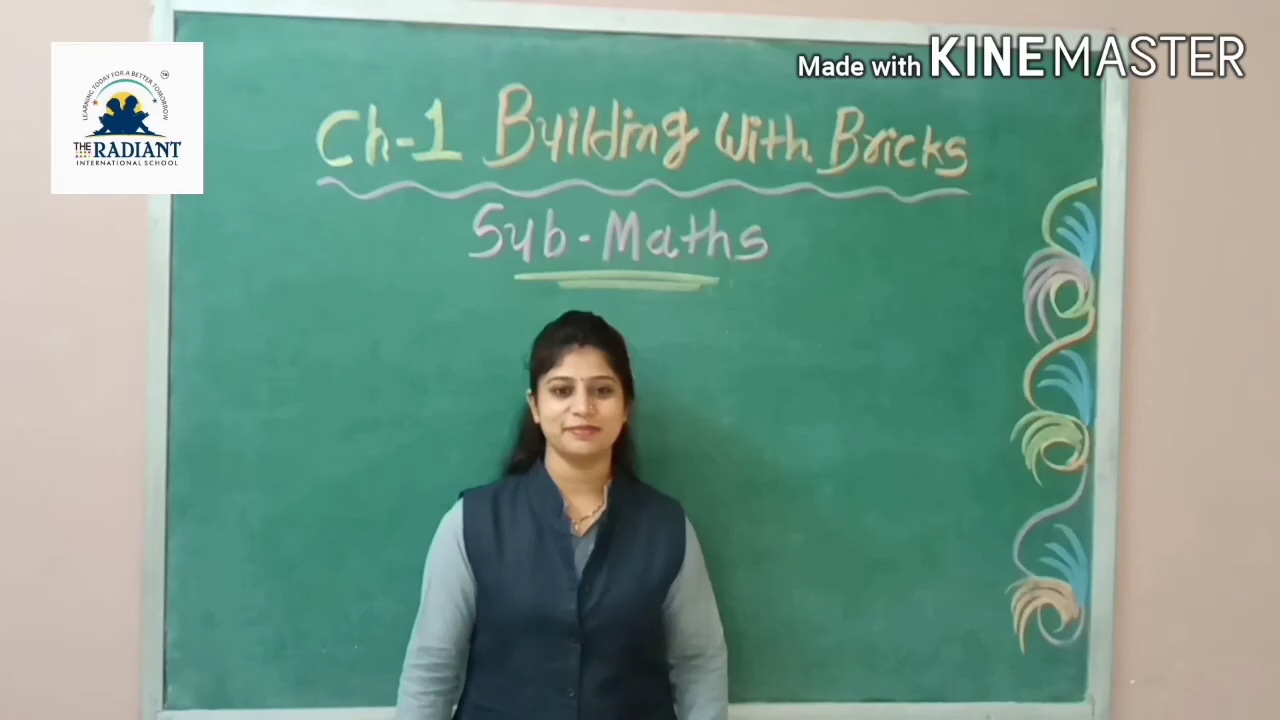 LEARNING TODAY FOR A BETTER TOMORROW
TM
THE RADIANT
INTERNATIONAL SCHOOL
Made with KINEMASTER
Ch-1 Building With Bricks
Sub-Maths